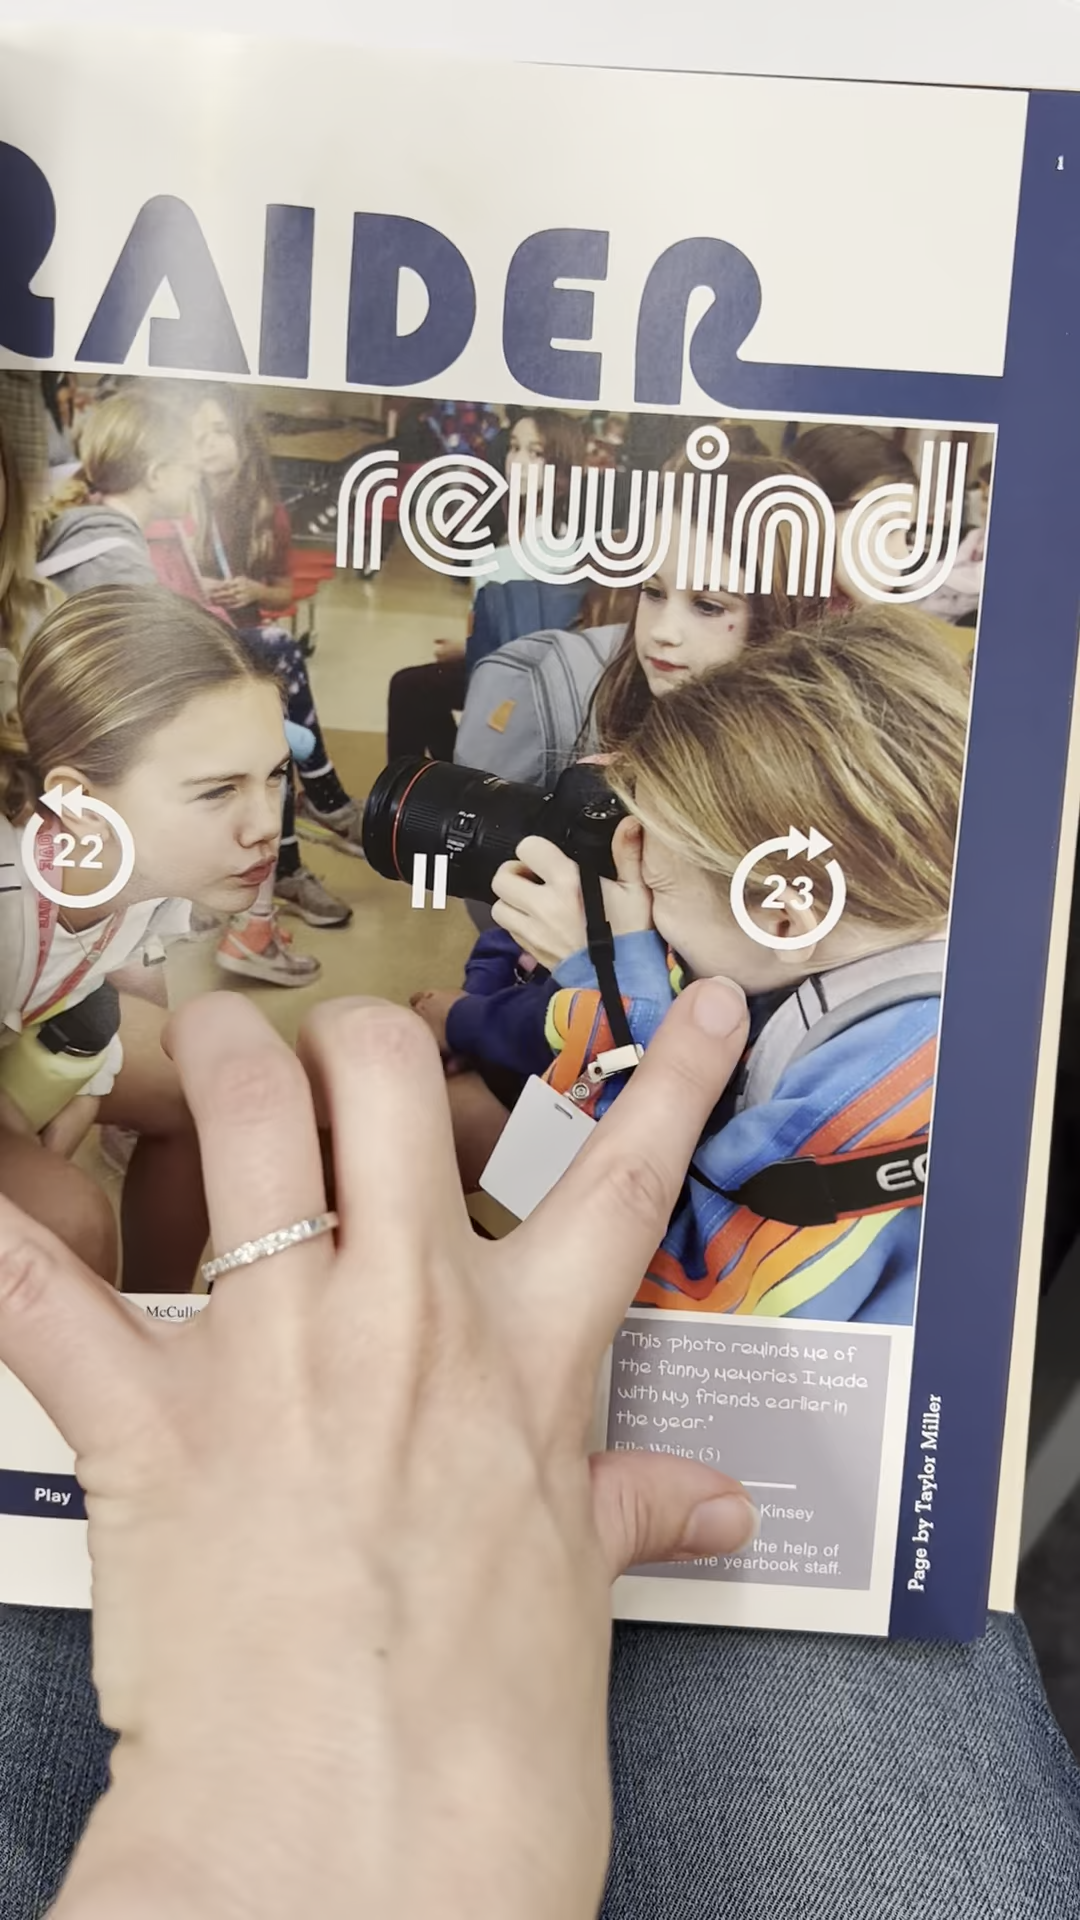 1
RAIDER
rewind
22
23
EO
McCullo
"This photo reminds me of
the funny memories I made
with my friends earlier in
the year."
Elle White (5)
Kinsey
the help of
the yearbook staff.
Play
Page by Taylor Miller